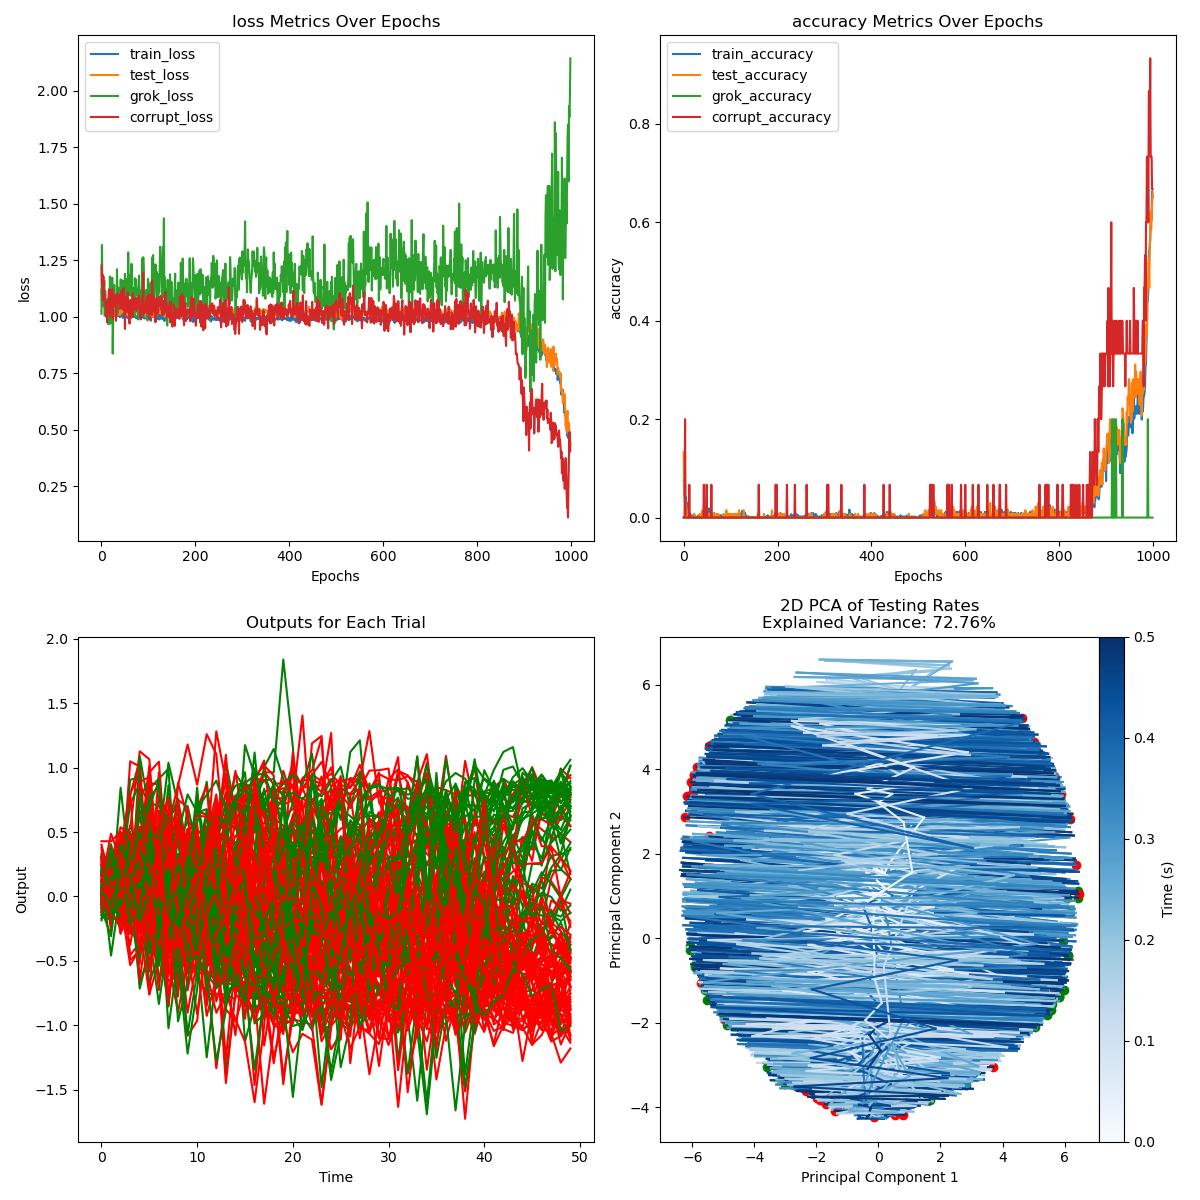 loss Metrics Over Epochs
train_loss
test_loss
grok_loss
corrupt_loss
2.00
1.75
1.50
1.25
1.00
0.75
0.50
0.25
loss
0
200
400
600
800
1000
Epochs
accuracy Metrics Over Epochs
train_accuracy
test_accuracy
grok_accuracy
corrupt_accuracy
0.8
0.6
0.4
0.2
0.0
accuracy
0
200
400
600
800
1000
Epochs
Outputs for Each Trial
2.0
1.5
1.0
0.5
0.0
−0.5
−1.0
−1.5
Output
0
10
20
30
40
50
Time
2D PCA of Testing Rates
Explained Variance: 72.76%
6
4
2
0
−2
−4
Principal Component 2
−6
−4
−2
0
2
4
6
Principal Component 1
0.5
0.4
0.3
0.2
0.1
0.0
Time (s)